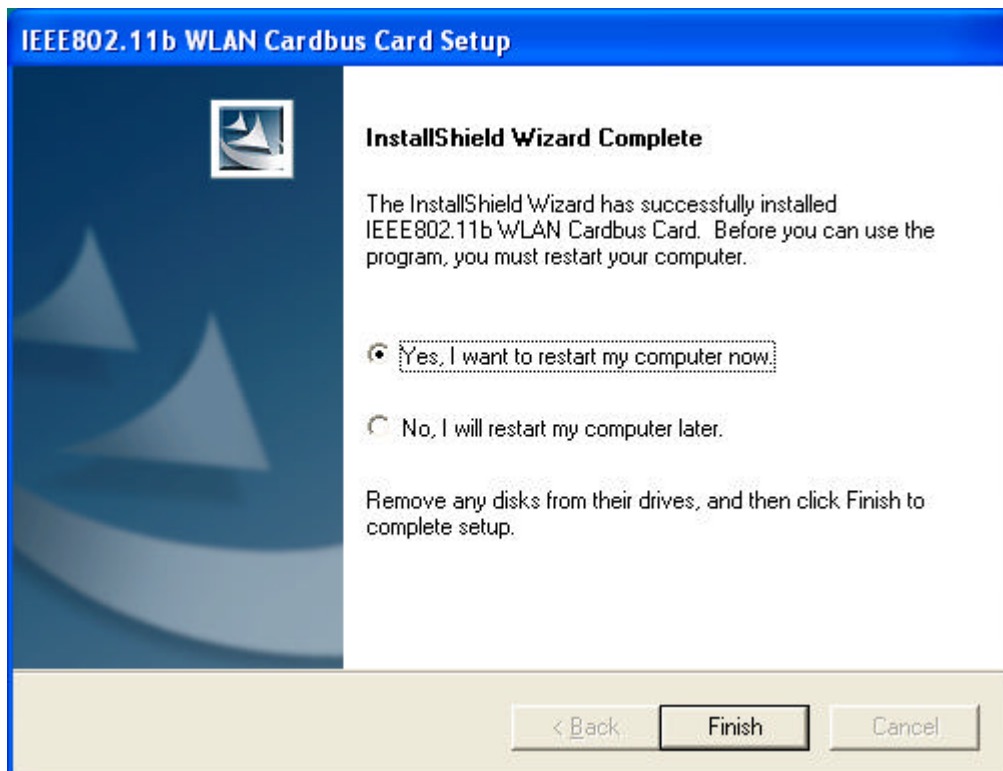 IEEE802.11b WLAN Cardbus Card Setup
InstallShield Wizard Complete
The InstallShield Wizard has successfully installed
IEEE802.11b WLAN Cardbus Card.  Before you can use the
program, you must restart your computer.
Yes, I want to restart my computer now.
No, I will restart my computer later.
Remove any disks from their drives, and then click Finish to
complete setup.
< Back Finish Cancel